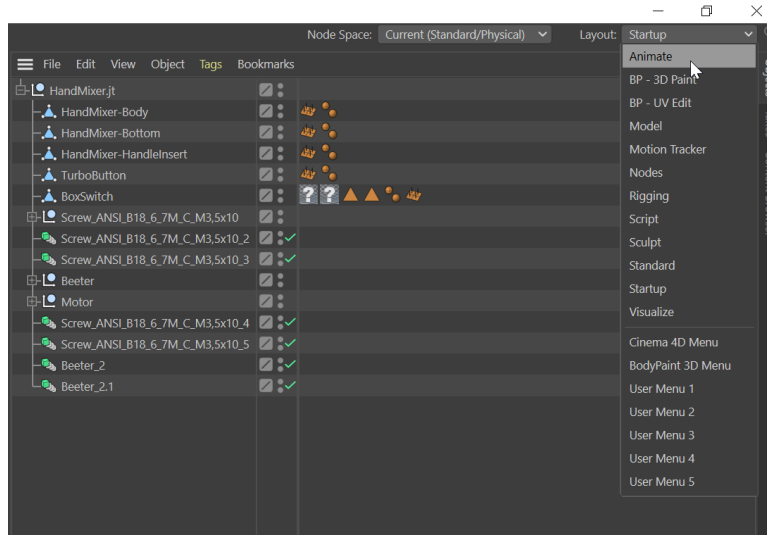 Node Space: Current (Standard/Physical) Layout: Startup
File Edit View Object Tags Bookmarks
HandMixer.jt
HandMixer-Body
HandMixer-Bottom
HandMixer-HandleInsert
TurboButton
BoxSwitch ? ?
Screw_ANSI_B18_6_7M_C_M3,5x10
Screw_ANSI_B18_6_7M_C_M3,5x10_2
Screw_ANSI_B18_6_7M_C_M3,5x10_3
Beeter
Motor
Screw_ANSI_B18_6_7M_C_M3,5x10_4
Screw_ANSI_B18_6_7M_C_M3,5x10_5
Beeter_2
Beeter_2.1
Animate
BP - 3D Paint
BP - UV Edit
Model
Motion Tracker
Nodes
Rigging
Script
Sculpt
Standard
Startup
Visualize
Cinema 4D Menu
BodyPaint 3D Menu
User Menu 1
User Menu 2
User Menu 3
User Menu 4
User Menu 5